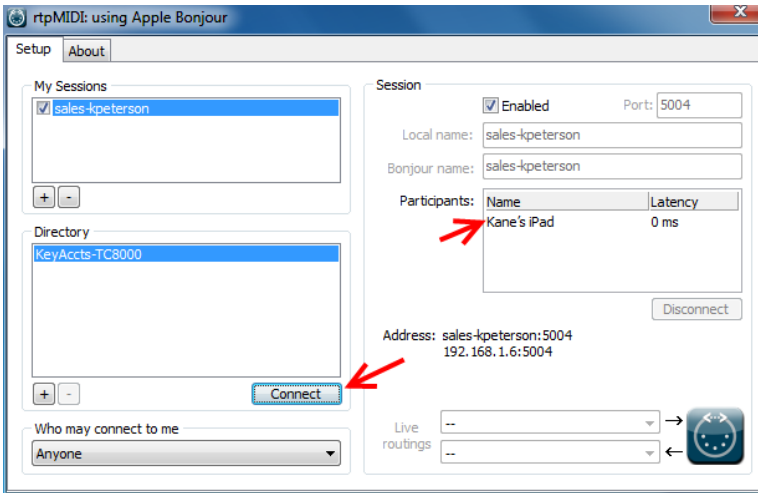 rtpMIDI: using Apple Bonjour
Setup
About
My Sessions
sales-kpeterson
+
-
Directory
KeyAccts-TC8000
+
-
Connect
Who may connect to me
Anyone
Session
Enabled
Port: 5004
Local name: sales-kpeterson
Bonjour name: sales-kpeterson
Participants:
Name Latency
Kane's iPad 0 ms
Disconnect
Address: sales-kpeterson:5004
192.168.1.6:5004
Live
routings
--
--